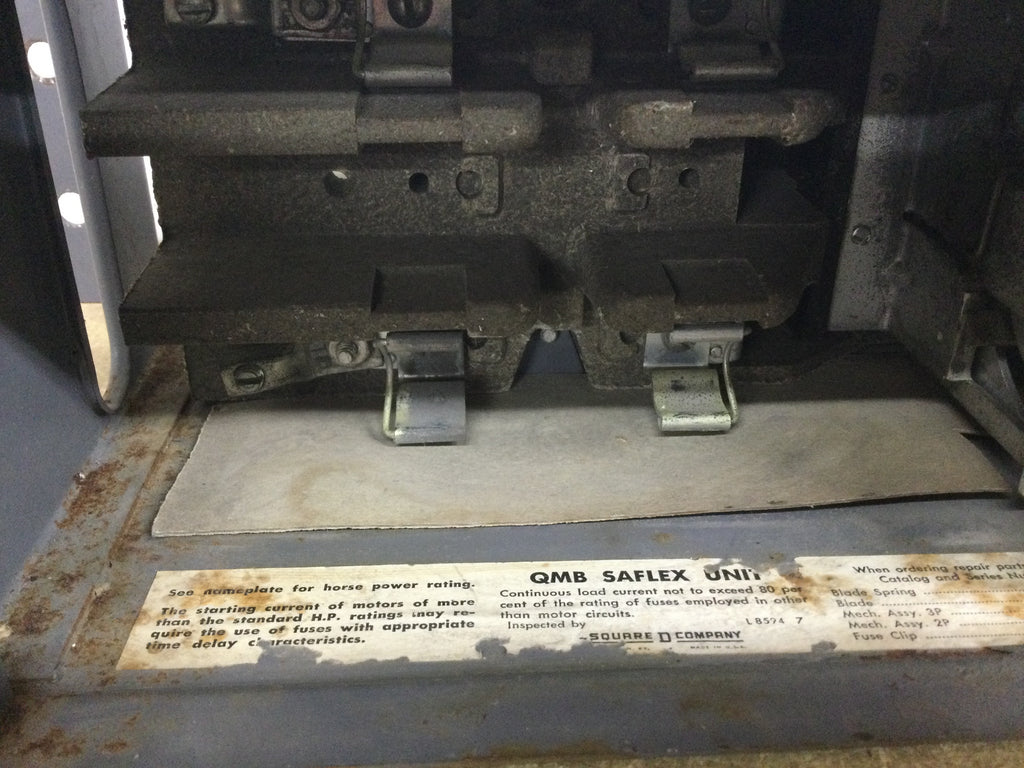 See nameplate for horse power rating.
The starting current of motors of more
than the standard H.P. ratings may re-
quire the use of fuses with appropriate
time delay characteristics.
QMB SAFLEX UNIT
Continuous load current not to exceed 80 per
cent of the rating of fuses employed in other
than motor circuits.
Inspected by
L 8594 7
SQUARE D COMPANY
MADE IN U.S.A.
When ordering repair part
Catalog and Series
Blade Spring
Blade
Mech. Assy 3P
Mech. Assy. 2P
Fuse Clip